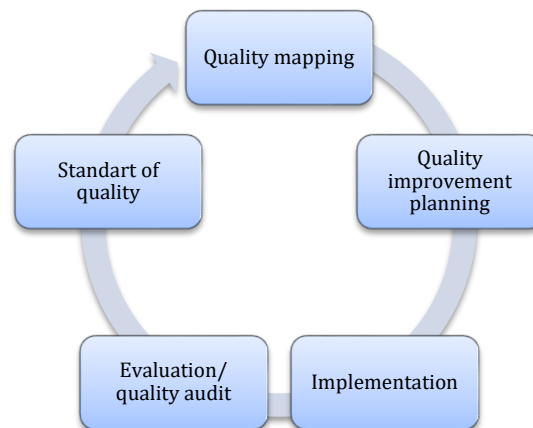 Quality mapping
Quality
improvement
planning
Implementation
Evaluation/
quality audit
Standart of
quality